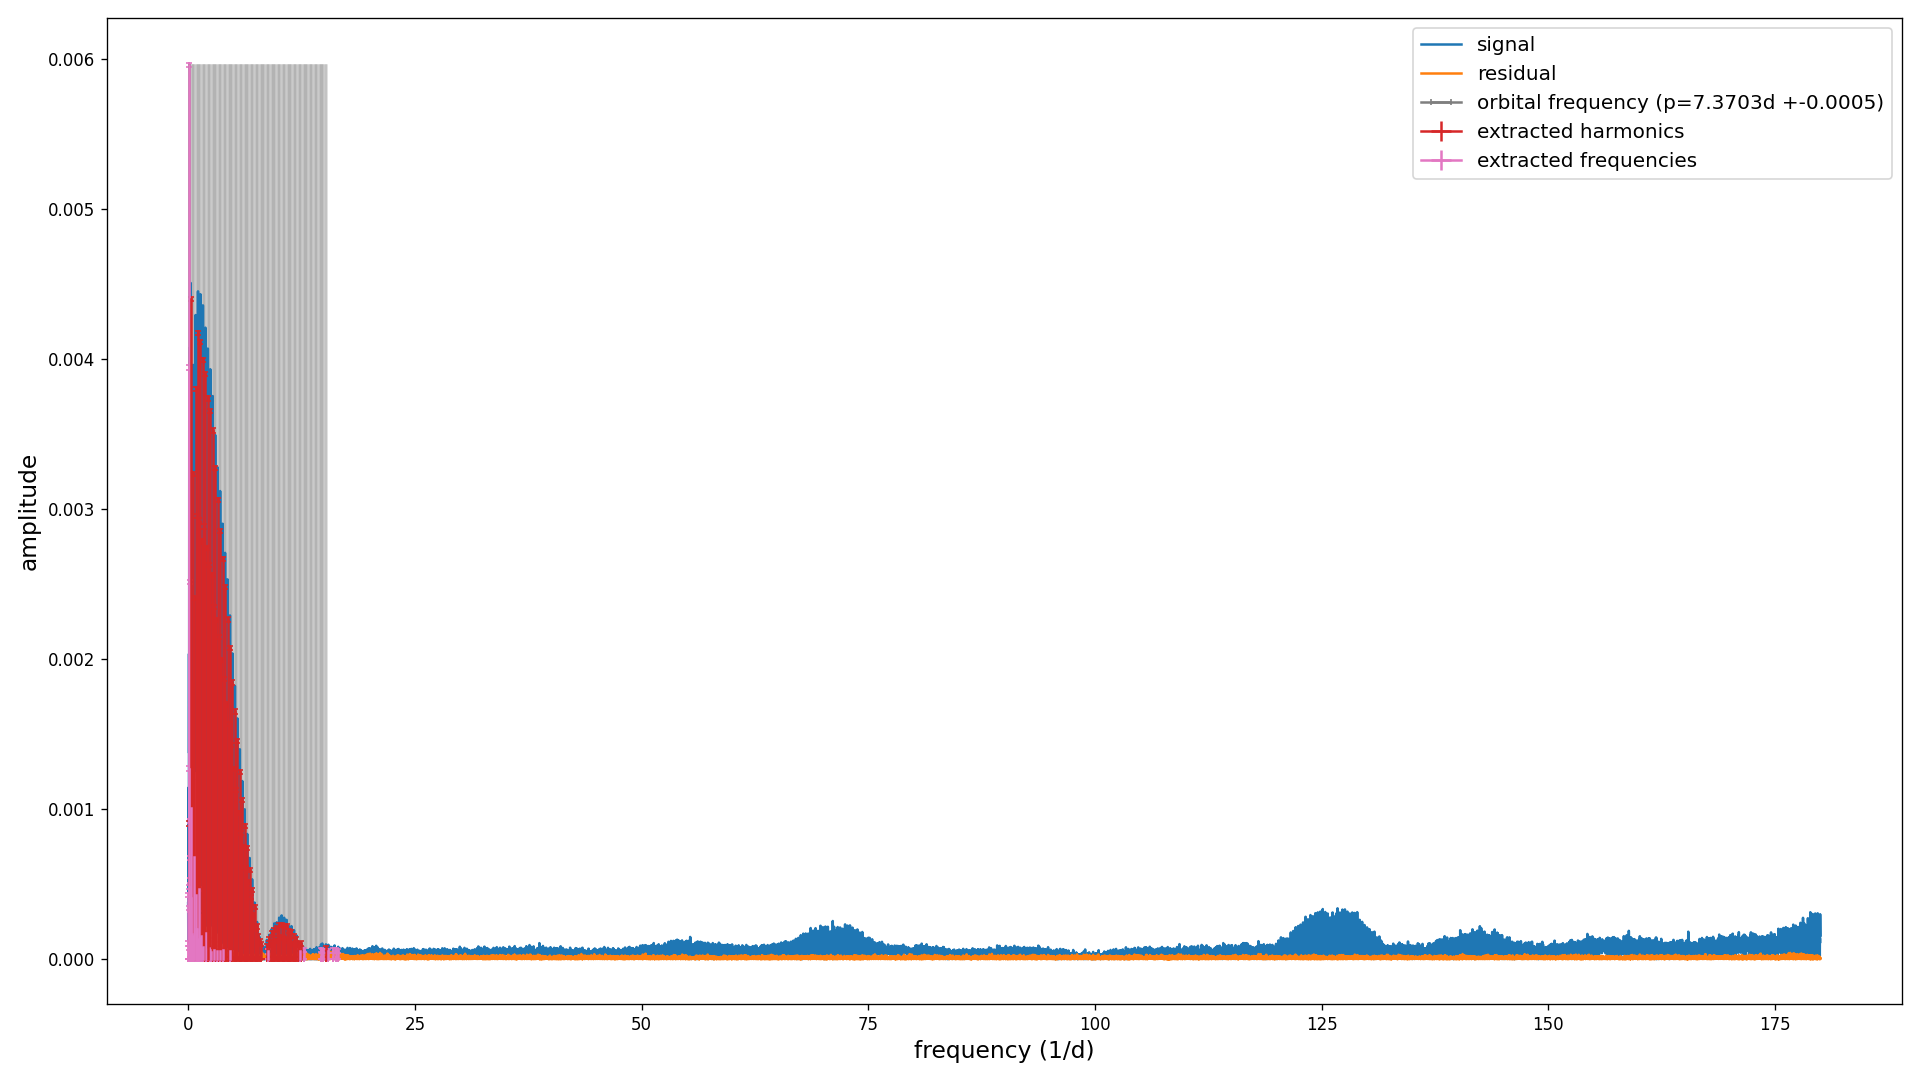 signal
residual
orbital frequency (p=7.3703d +-0.0005)
extracted harmonics
extracted frequencies
0.006
0.005
0.004
0.003
0.002
0.001
0.000
amplitude
0 25 50 75 100 125 150 175
frequency (1/d)